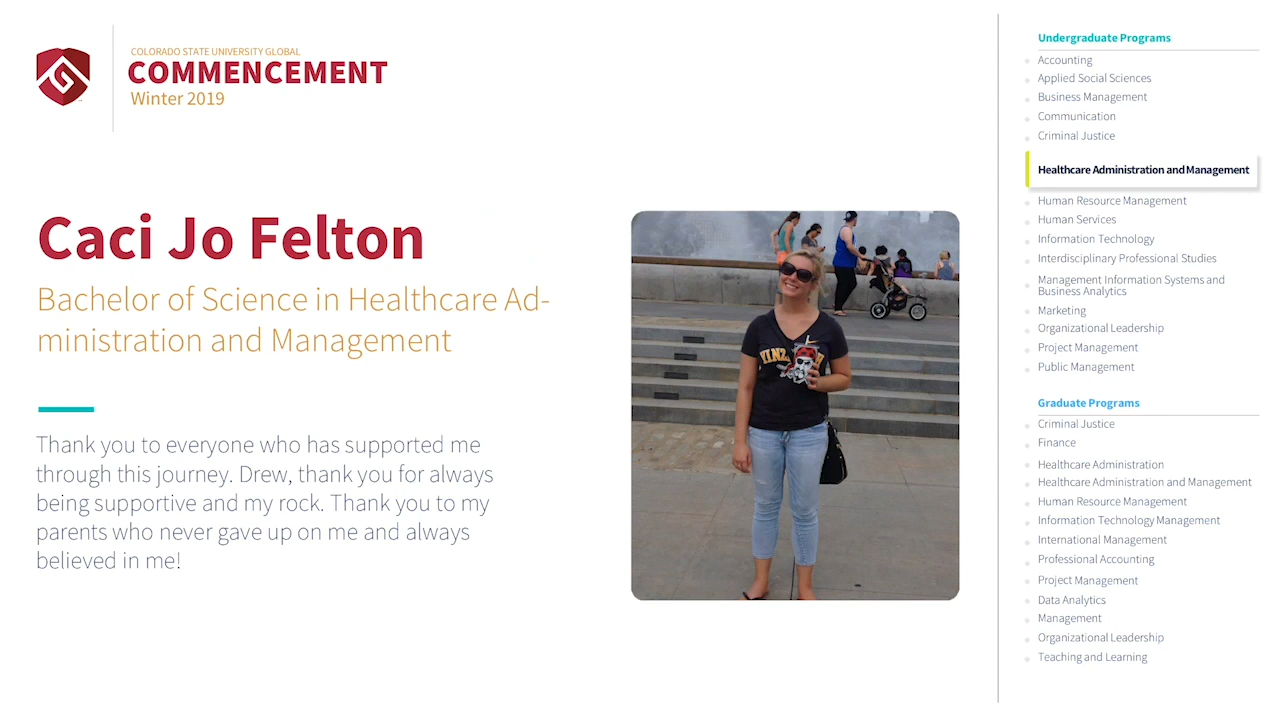 COLORADO STATE UNIVERSITY GLOBAL
COMMENCEMENT
Winter 2019
Caci Jo Felton
Bachelor of Science in Healthcare Ad-
ministration and Management
Thank you to everyone who has supported me
through this journey. Drew, thank you for always
being supportive and my rock. Thank you to my
parents who never gave up on me and always
believed in me!
Undergraduate Programs
Accounting
Applied Social Sciences
Business Management
Communication
Criminal Justice
Healthcare Administration and Management
Human Resource Management
Human Services
Information Technology
Interdisciplinary Professional Studies
Management Information Systems and
Business Analytics
Marketing
Organizational Leadership
Project Management
Public Management
Graduate Programs
Criminal Justice
Finance
Healthcare Administration
Healthcare Administration and Management
Human Resource Management
Information Technology Management
International Management
Professional Accounting
Project Management
Data Analytics
Management
Organizational Leadership
Teaching and Learning